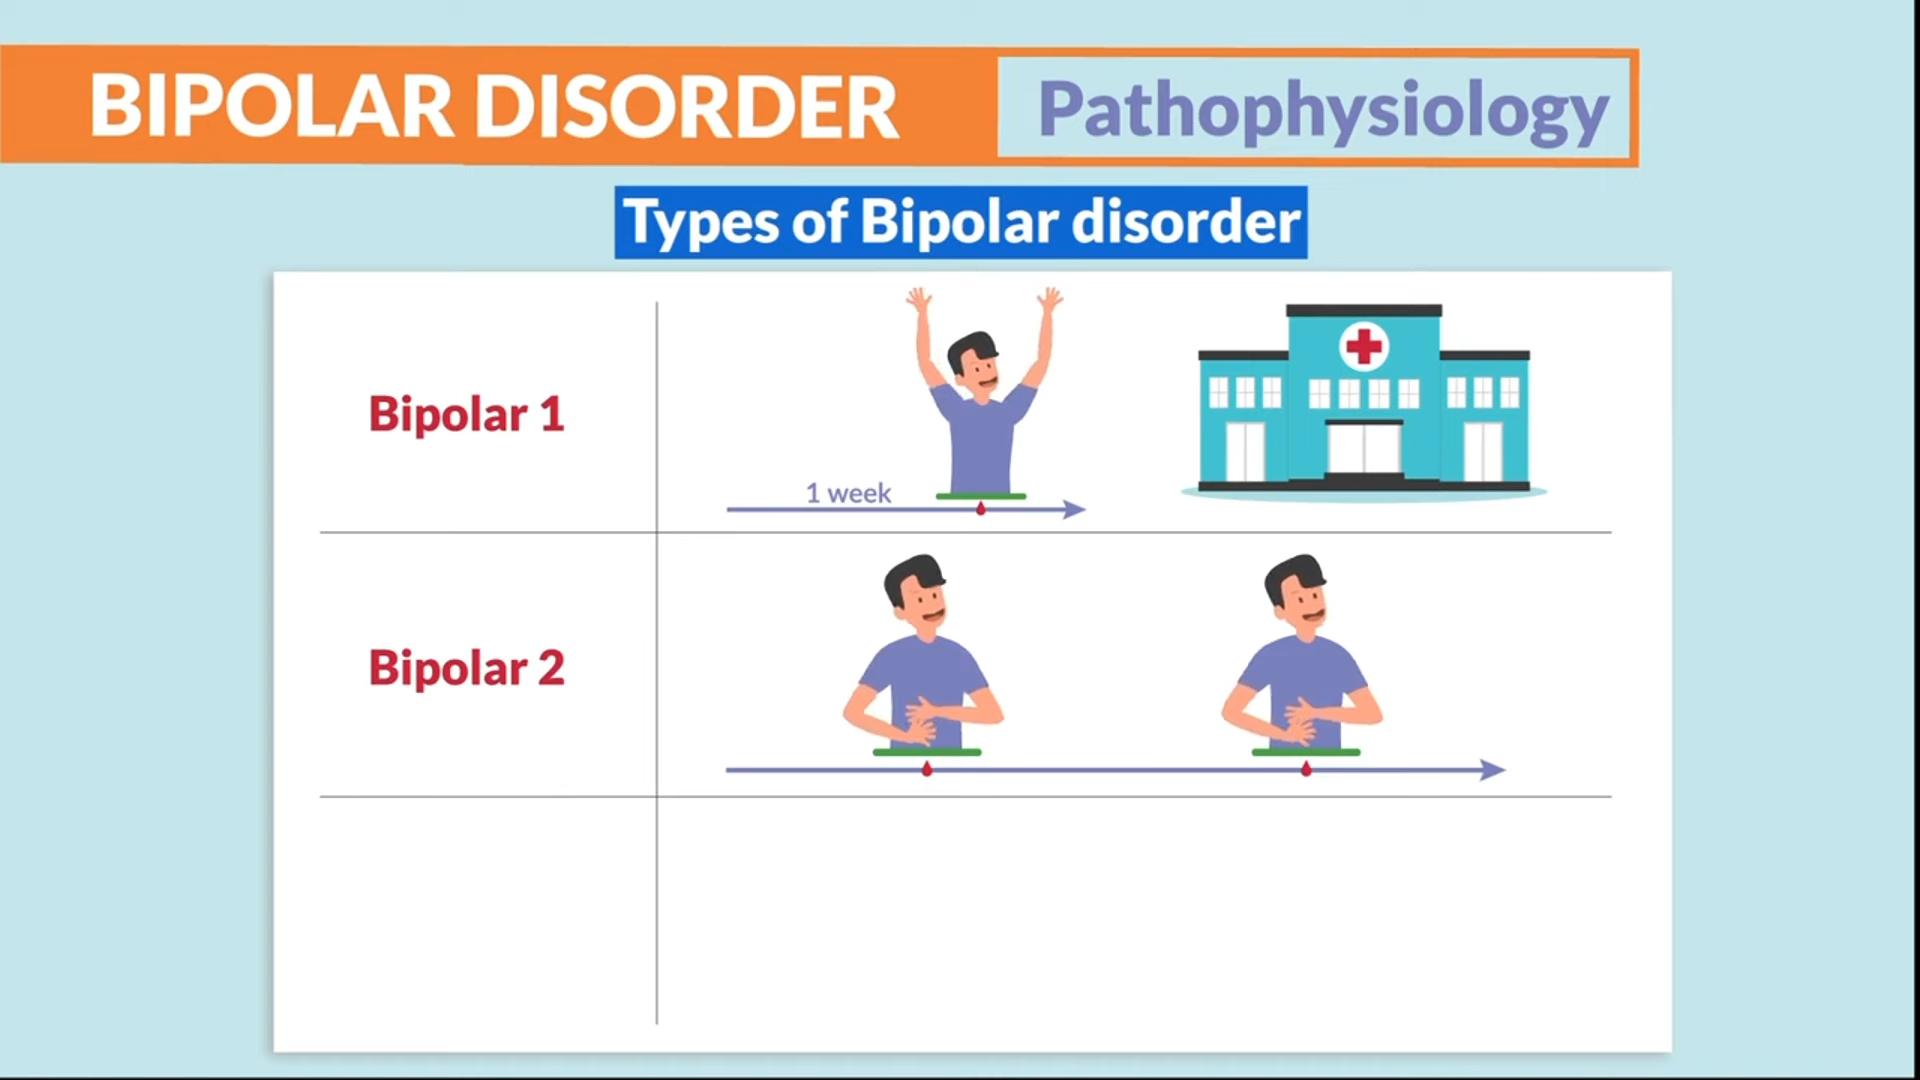 BIPOLAR DISORDER
Pathophysiology
Types of Bipolar disorder
Bipolar 1
1 week
Bipolar 2